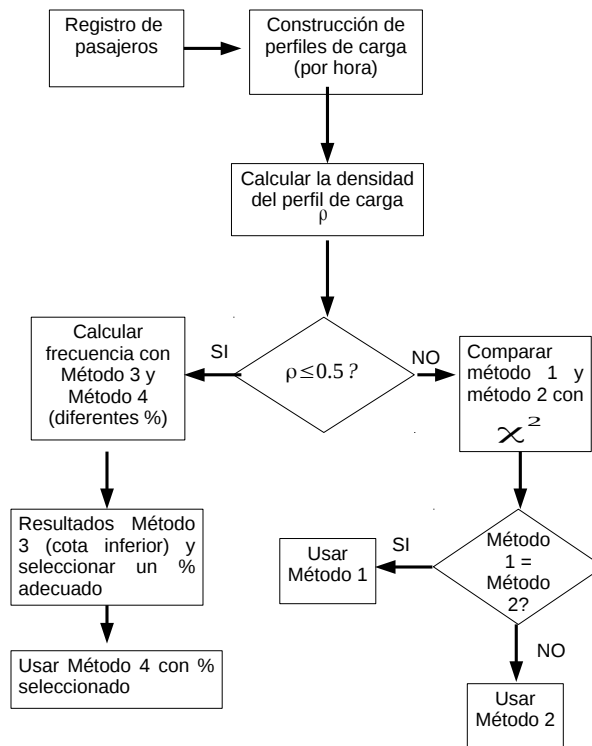 Registro de
pasajeros
Construcción de
perfiles de carga
(por hora)
Calcular la densidad
del perfil de carga
ρ
Calcular
frecuencia con
Método 3 y
Método 4
(diferentes %)
SI
ρ≤0.5 ?
NO
Comparar
método 1 y
método 2 con
χ²
Resultados Método
3 (cota inferior) y
seleccionar un %
adecuado
Usar
Método 1
SI
Método
1 =
Método
2?
Usar Método 4 con %
seleccionado
NO
Usar
Método 2